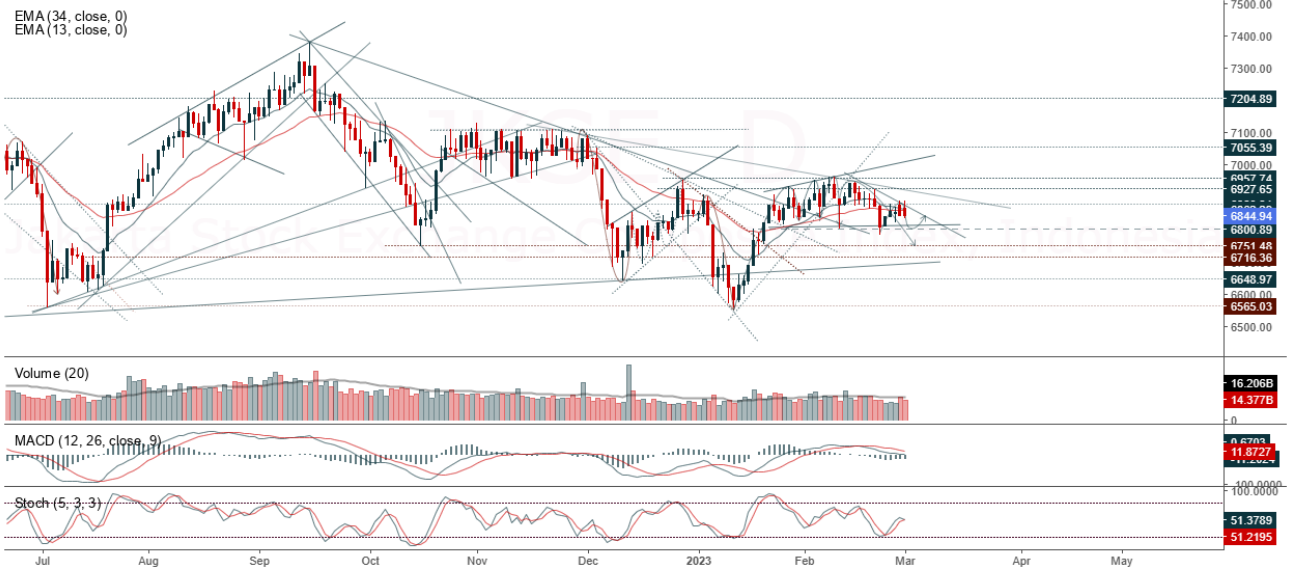 EMA (34, close, 0)
EMA (13, close, 0)
7500.00
7400.00
7300.00
7204.89
7100.00
7055.39
7000.00
6957.74
6927.65
6844.94
6800.89
6751.48
6716.36
6648.97
6600.00
6565.03
6500.00
Volume (20)
16.206B
14.377B
0
MACD (12, 26, close, 9)
0.6703
11.8727
Stoch (5, 3, 3)
100.0000
51.3789
51.2195
Jul Aug Sep Oct Nov Dec 2023 Feb Mar Apr May